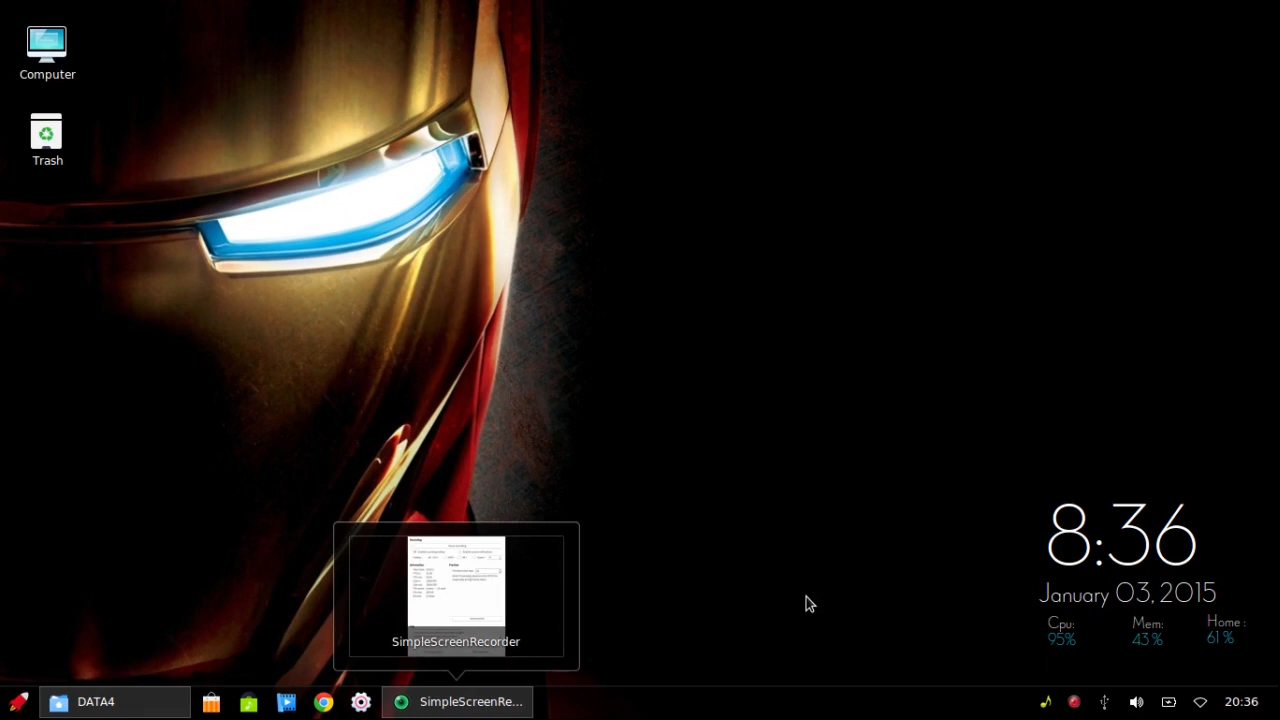 Computer
Trash
8:36
January 03, 2015
Cpu: Mem: Home :
95% 43% 61%
SimpleScreenRecorder
DATA4
SimpleScreenRe...
20:36